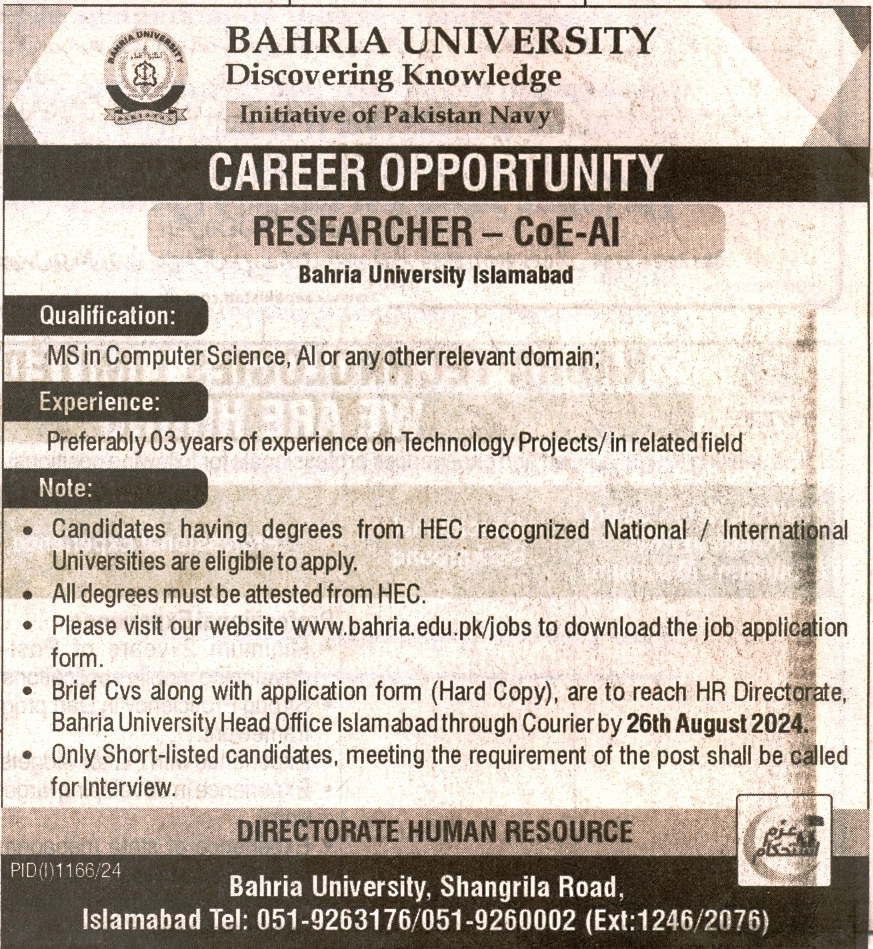 BAHRIA UNIVERSITY
PAKISTAN
BAHRIA UNIVERSITY
Discovering Knowledge
Initiative of Pakistan Navy
CAREER OPPORTUNITY
RESEARCHER – CoE-AI
Bahria University Islamabad
Qualification:
MS in Computer Science, AI or any other relevant domain;
Experience:
Preferably 03 years of experience on Technology Projects/ in related field
Note:
• Candidates having degrees from HEC recognized National / International
Universities are eligible to apply.
• All degrees must be attested from HEC.
• Please visit our website www.bahria.edu.pk/jobs to download the job application
form.
• Brief Cvs along with application form (Hard Copy), are to reach HR Directorate,
Bahria University Head Office Islamabad through Courier by 26th August 2024.
• Only Short-listed candidates, meeting the requirement of the post shall be called
for Interview.
DIRECTORATE HUMAN RESOURCE
عزم
استحکام
PID(I)1166/24
Bahria University, Shangrila Road,
Islamabad Tel: 051-9263176/051-9260002 (Ext:1246/2076)